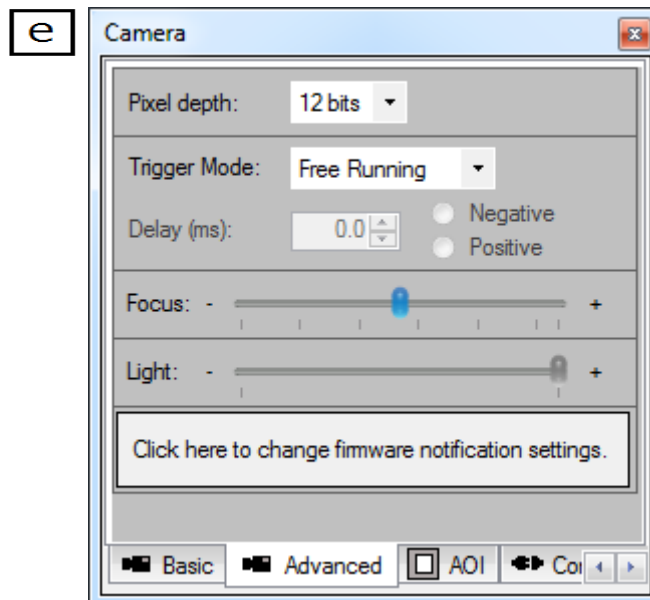 e
Camera
Pixel depth: 12 bits
Trigger Mode: Free Running
Delay (ms): 0.0 Negative
Positive
Focus: - +
Light: - +
Click here to change firmware notification settings.
Basic Advanced AOI